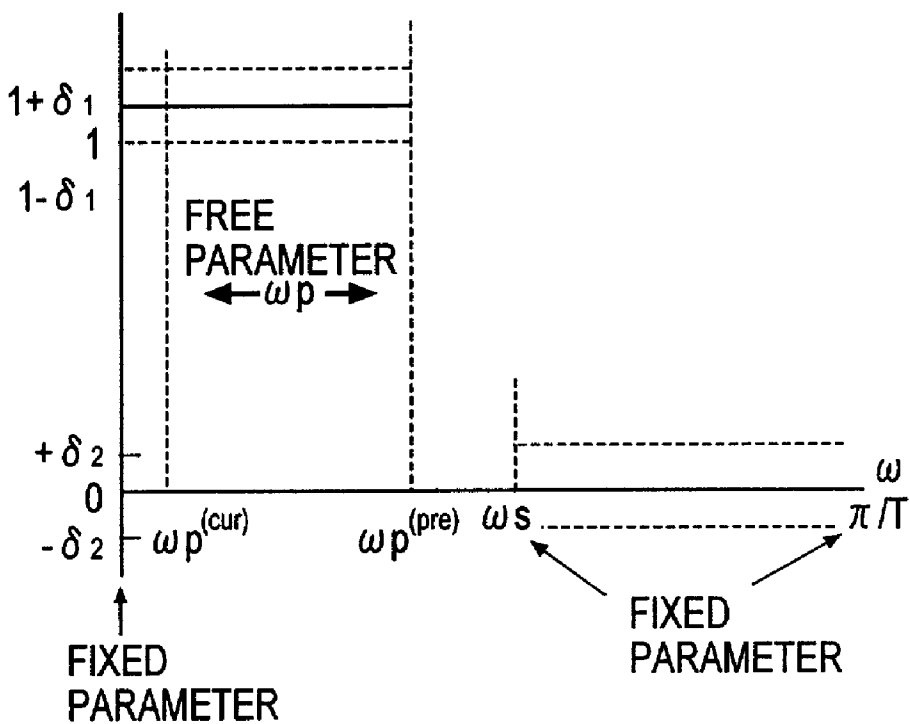 1+δ1
1
1-δ1
FREE
PARAMETER
ωp
+δ2
0
-δ2
ω
ωp(cur)
ωp(pre)
ωs
π/T
FIXED
PARAMETER
FIXED
PARAMETER